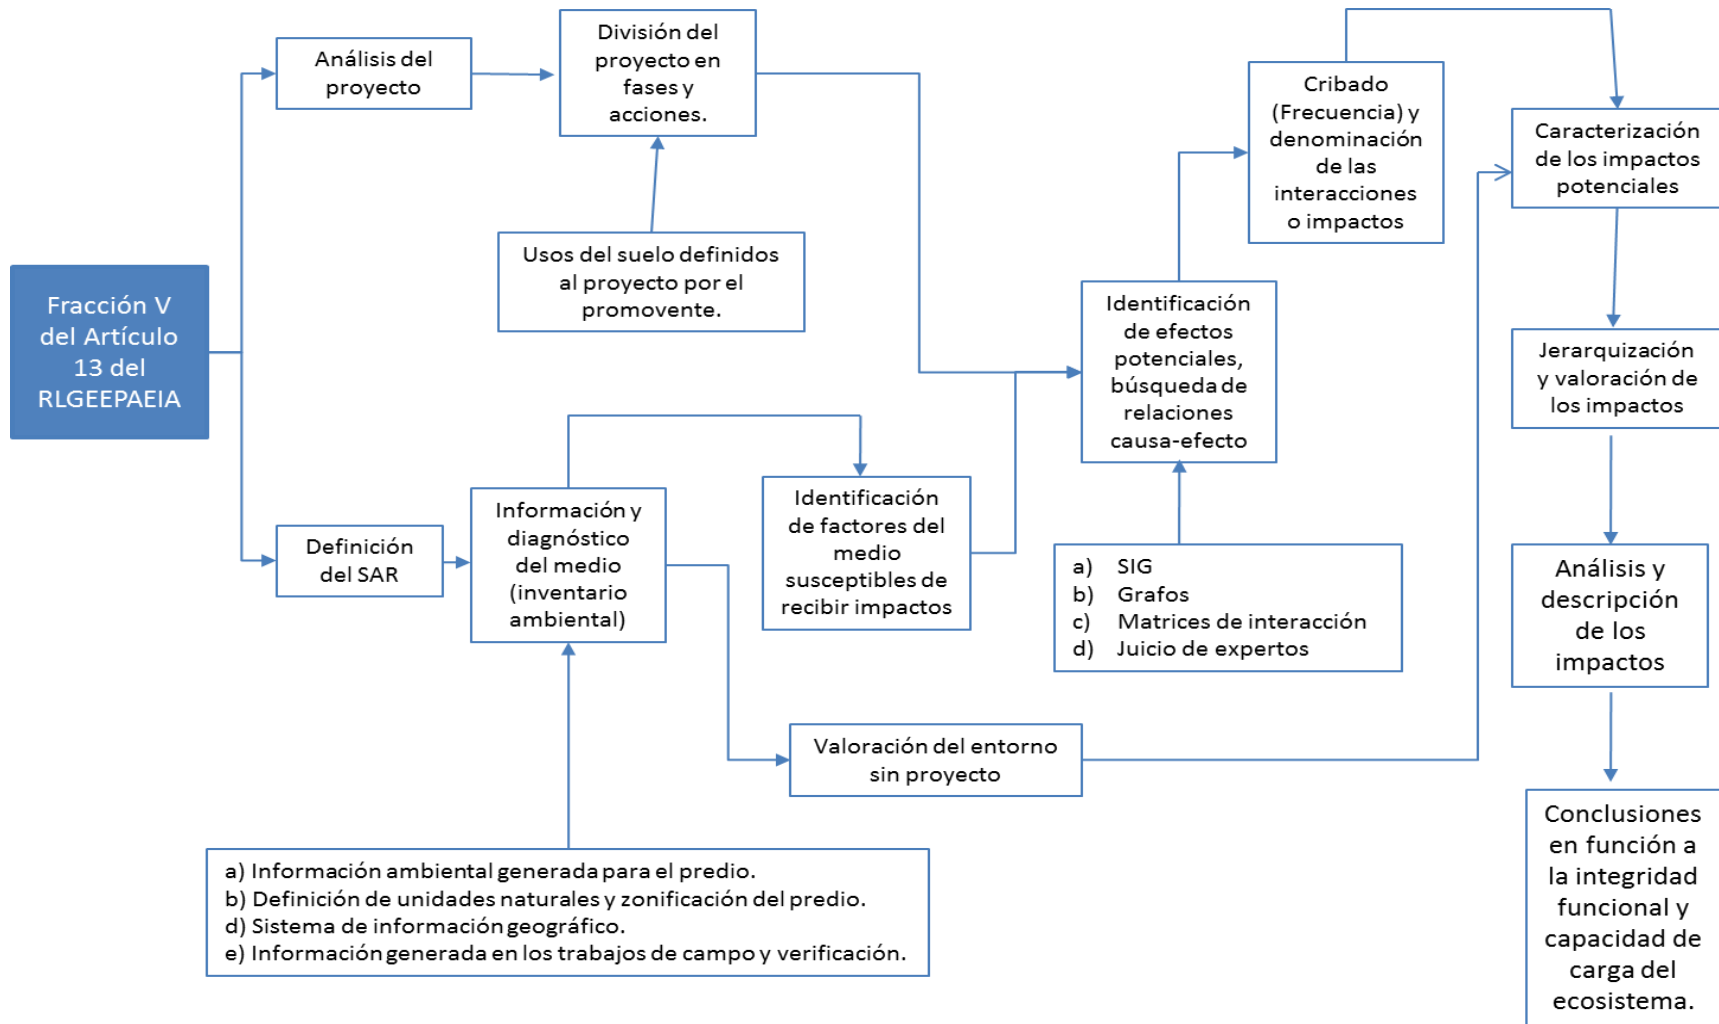 Fracción V
del Artículo
13 del
RLGEEPAEIA
Análisis del
proyecto
División del
proyecto en
fases y
acciones.
Usos del suelo definidos
al proyecto por el
promovente.
Definición
del SAR
Información y
diagnóstico
del medio
(inventario
ambiental)
Identificación
de factores del
medio
susceptibles de
recibir impactos
a) Información ambiental generada para el predio.
b) Definición de unidades naturales y zonificación del predio.
d) Sistema de información geográfico.
e) Información generada en los trabajos de campo y verificación.
Valoración del entorno
sin proyecto
Identificación
de efectos
potenciales,
búsqueda de
relaciones
causa-efecto
a) SIG
b) Grafos
c) Matrices de interacción
d) Juicio de expertos
Cribado
(Frecuencia) y
denominación
de las
interacciones
o impactos
Caracterización
de los impactos
potenciales
Jerarquización
y valoración de
los impactos
Análisis y
descripción
de los
impactos
Conclusiones
en función a
la integridad
funcional y
capacidad de
carga del
ecosistema.